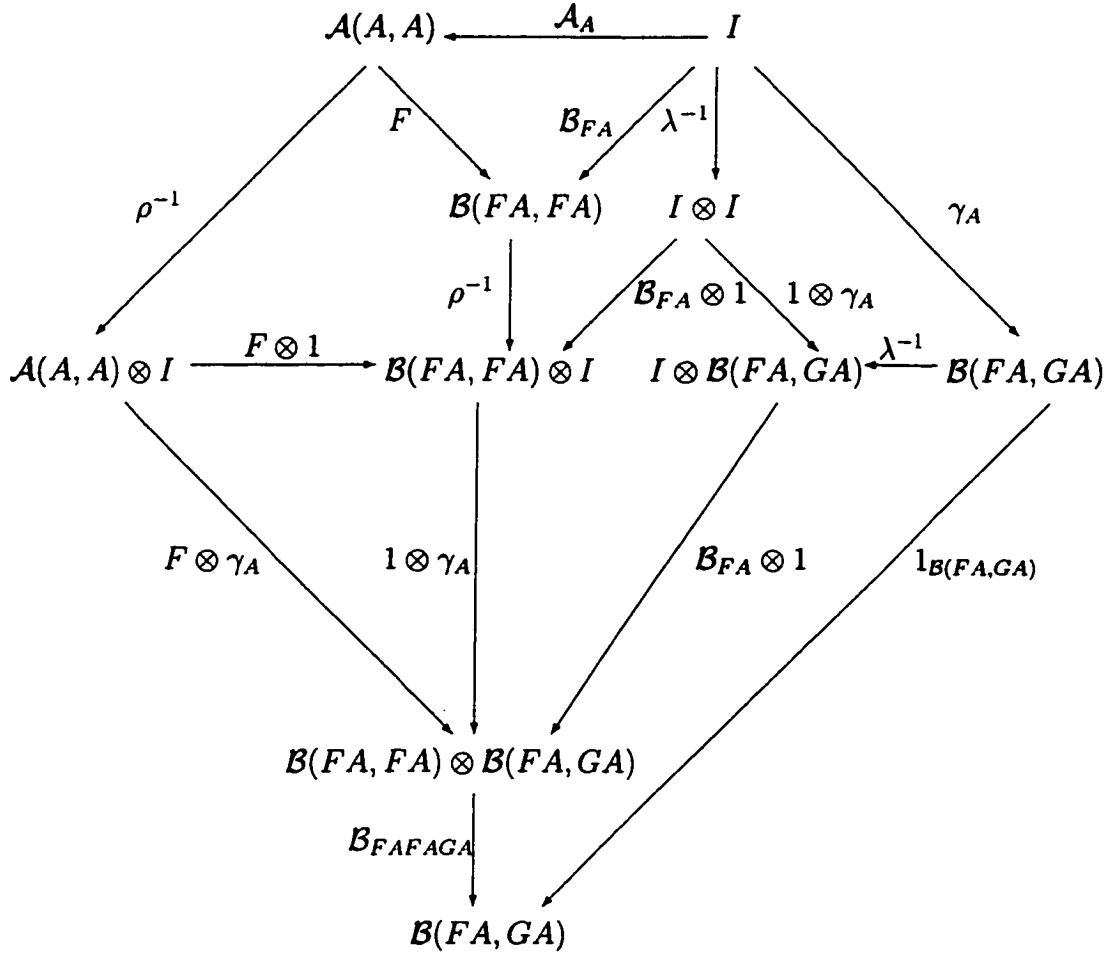 𝒜(A, A) 𝒜_A I
F ℬ_{FA} λ⁻¹
ρ⁻¹ ℬ(FA, FA) I ⊗ I γ_A
ρ⁻¹ ℬ_{FA} ⊗ 1 1 ⊗ γ_A
𝒜(A, A) ⊗ I F ⊗ 1 ℬ(FA, FA) ⊗ I I ⊗ ℬ(FA, GA) λ⁻¹ ℬ(FA, GA)
F ⊗ γ_A 1 ⊗ γ_A ℬ_{FA} ⊗ 1 1_{ℬ(FA,GA)}
ℬ(FA, FA) ⊗ ℬ(FA, GA)
ℬ_{FAFAGA}
ℬ(FA, GA)